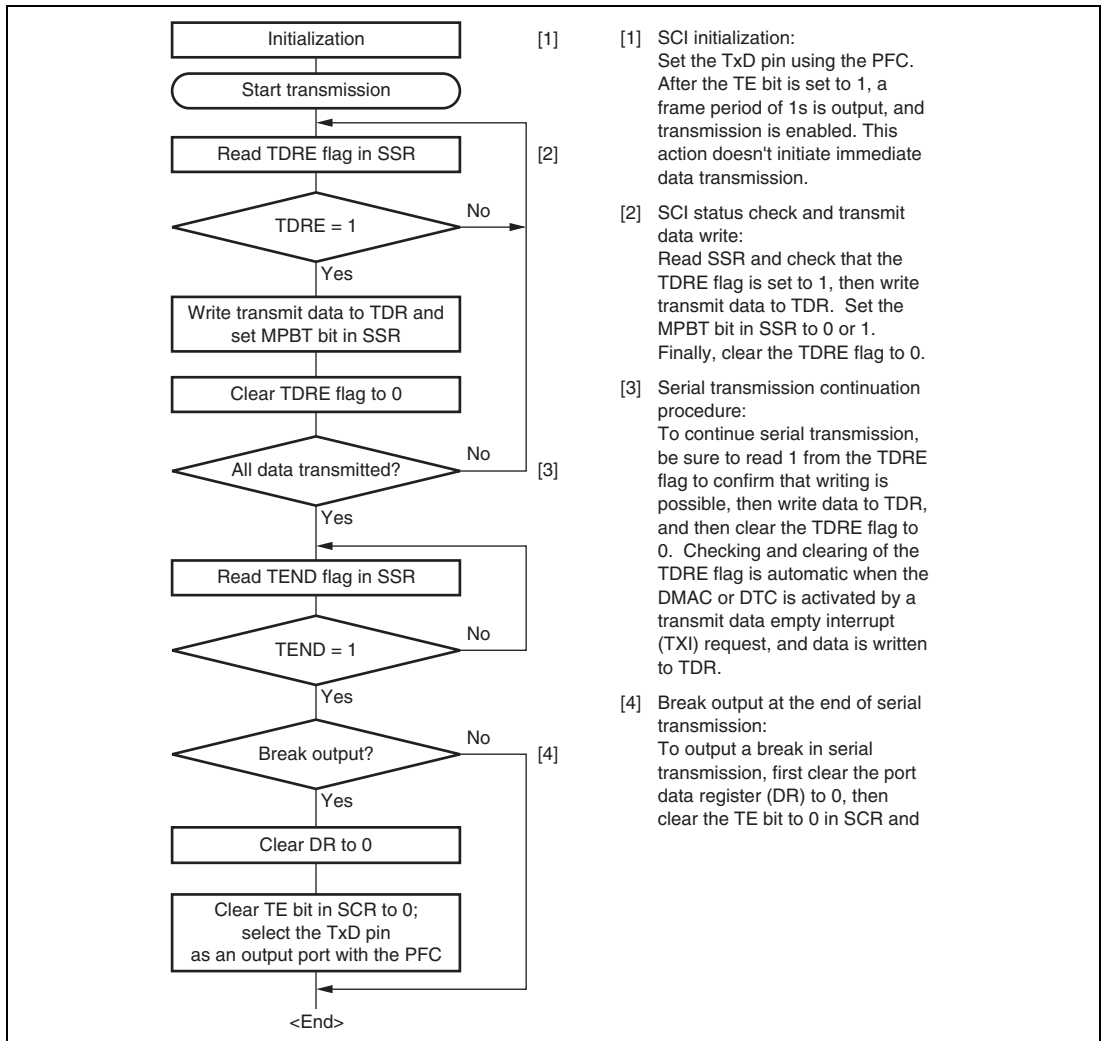 Initialization
[1]
Start transmission
Read TDRE flag in SSR
[2]
TDRE = 1
No
Yes
Write transmit data to TDR and
set MPBT bit in SSR
Clear TDRE flag to 0
All data transmitted?
No
[3]
Yes
Read TEND flag in SSR
TEND = 1
No
Yes
Break output?
No
[4]
Yes
Clear DR to 0
Clear TE bit in SCR to 0;
select the TxD pin
as an output port with the PFC
<End>
[1] SCI initialization:
Set the TxD pin using the PFC.
After the TE bit is set to 1, a
frame period of 1s is output, and
transmission is enabled. This
action doesn't initiate immediate
data transmission.
[2] SCI status check and transmit
data write:
Read SSR and check that the
TDRE flag is set to 1, then write
transmit data to TDR. Set the
MPBT bit in SSR to 0 or 1.
Finally, clear the TDRE flag to 0.
[3] Serial transmission continuation
procedure:
To continue serial transmission,
be sure to read 1 from the TDRE
flag to confirm that writing is
possible, then write data to TDR,
and then clear the TDRE flag to
0. Checking and clearing of the
TDRE flag is automatic when the
DMAC or DTC is activated by a
transmit data empty interrupt
(TXI) request, and data is written
to TDR.
[4] Break output at the end of serial
transmission:
To output a break in serial
transmission, first clear the port
data register (DR) to 0, then
clear the TE bit to 0 in SCR and